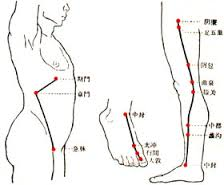 期門
章門
急脉
中封
太冲
行間
大敦
陰廉
足五里
阴包
曲泉
膝关
中都
蠡沟
中封